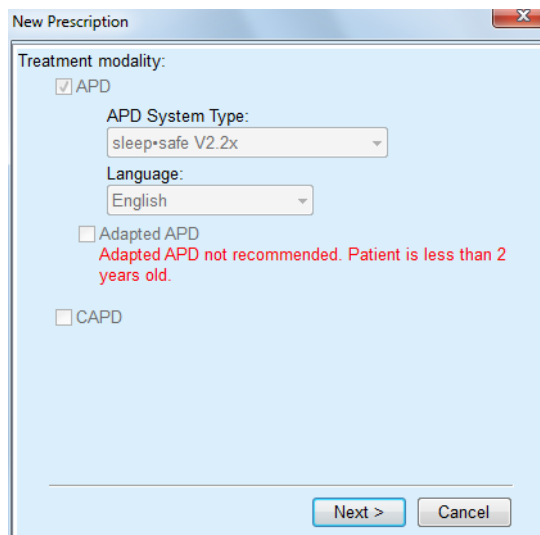 New Prescription
x
Treatment modality:
APD
APD System Type:
sleep•safe V2.2x
Language:
English
Adapted APD
Adapted APD not recommended. Patient is less than 2
years old.
CAPD
Next >
Cancel